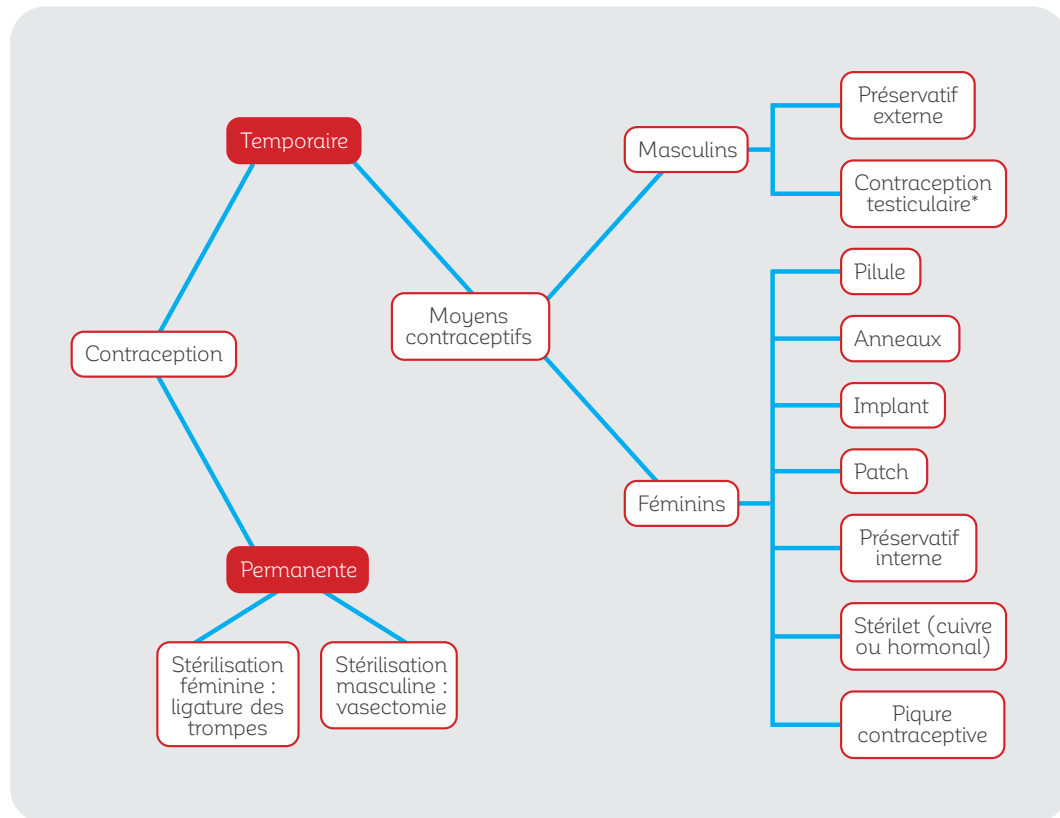 Contraception
Temporaire
Moyens
contraceptifs
Masculins
Préservatif
externe
Contraception
testiculaire*
Féminins
Pilule
Anneaux
Implant
Patch
Préservatif
interne
Stérilet (cuivre
ou hormonal)
Piqure
contraceptive
Permanente
Stérilisation
féminine :
ligature des
trompes
Stérilisation
masculine :
vasectomie